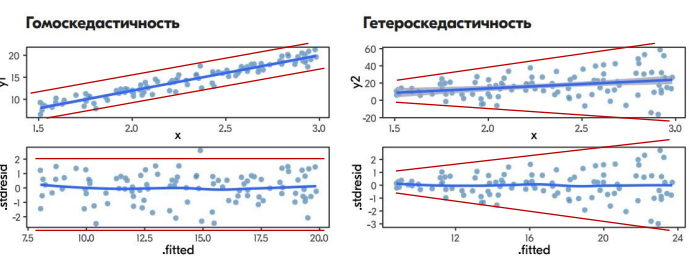 Гомоскедастичность
y1
20
15
10
1.5 2.0 2.5 3.0
x
.stdresid
2
1
0
-1
-2
7.5 10.0 12.5 15.0 17.5 20.0
.fitted
Гетероскедастичность
y2
60
40
20
0
-20
1.5 2.0 2.5 3.0
x
.stdresid
2
1
0
-1
-2
-3
12 16 20 24
.fitted